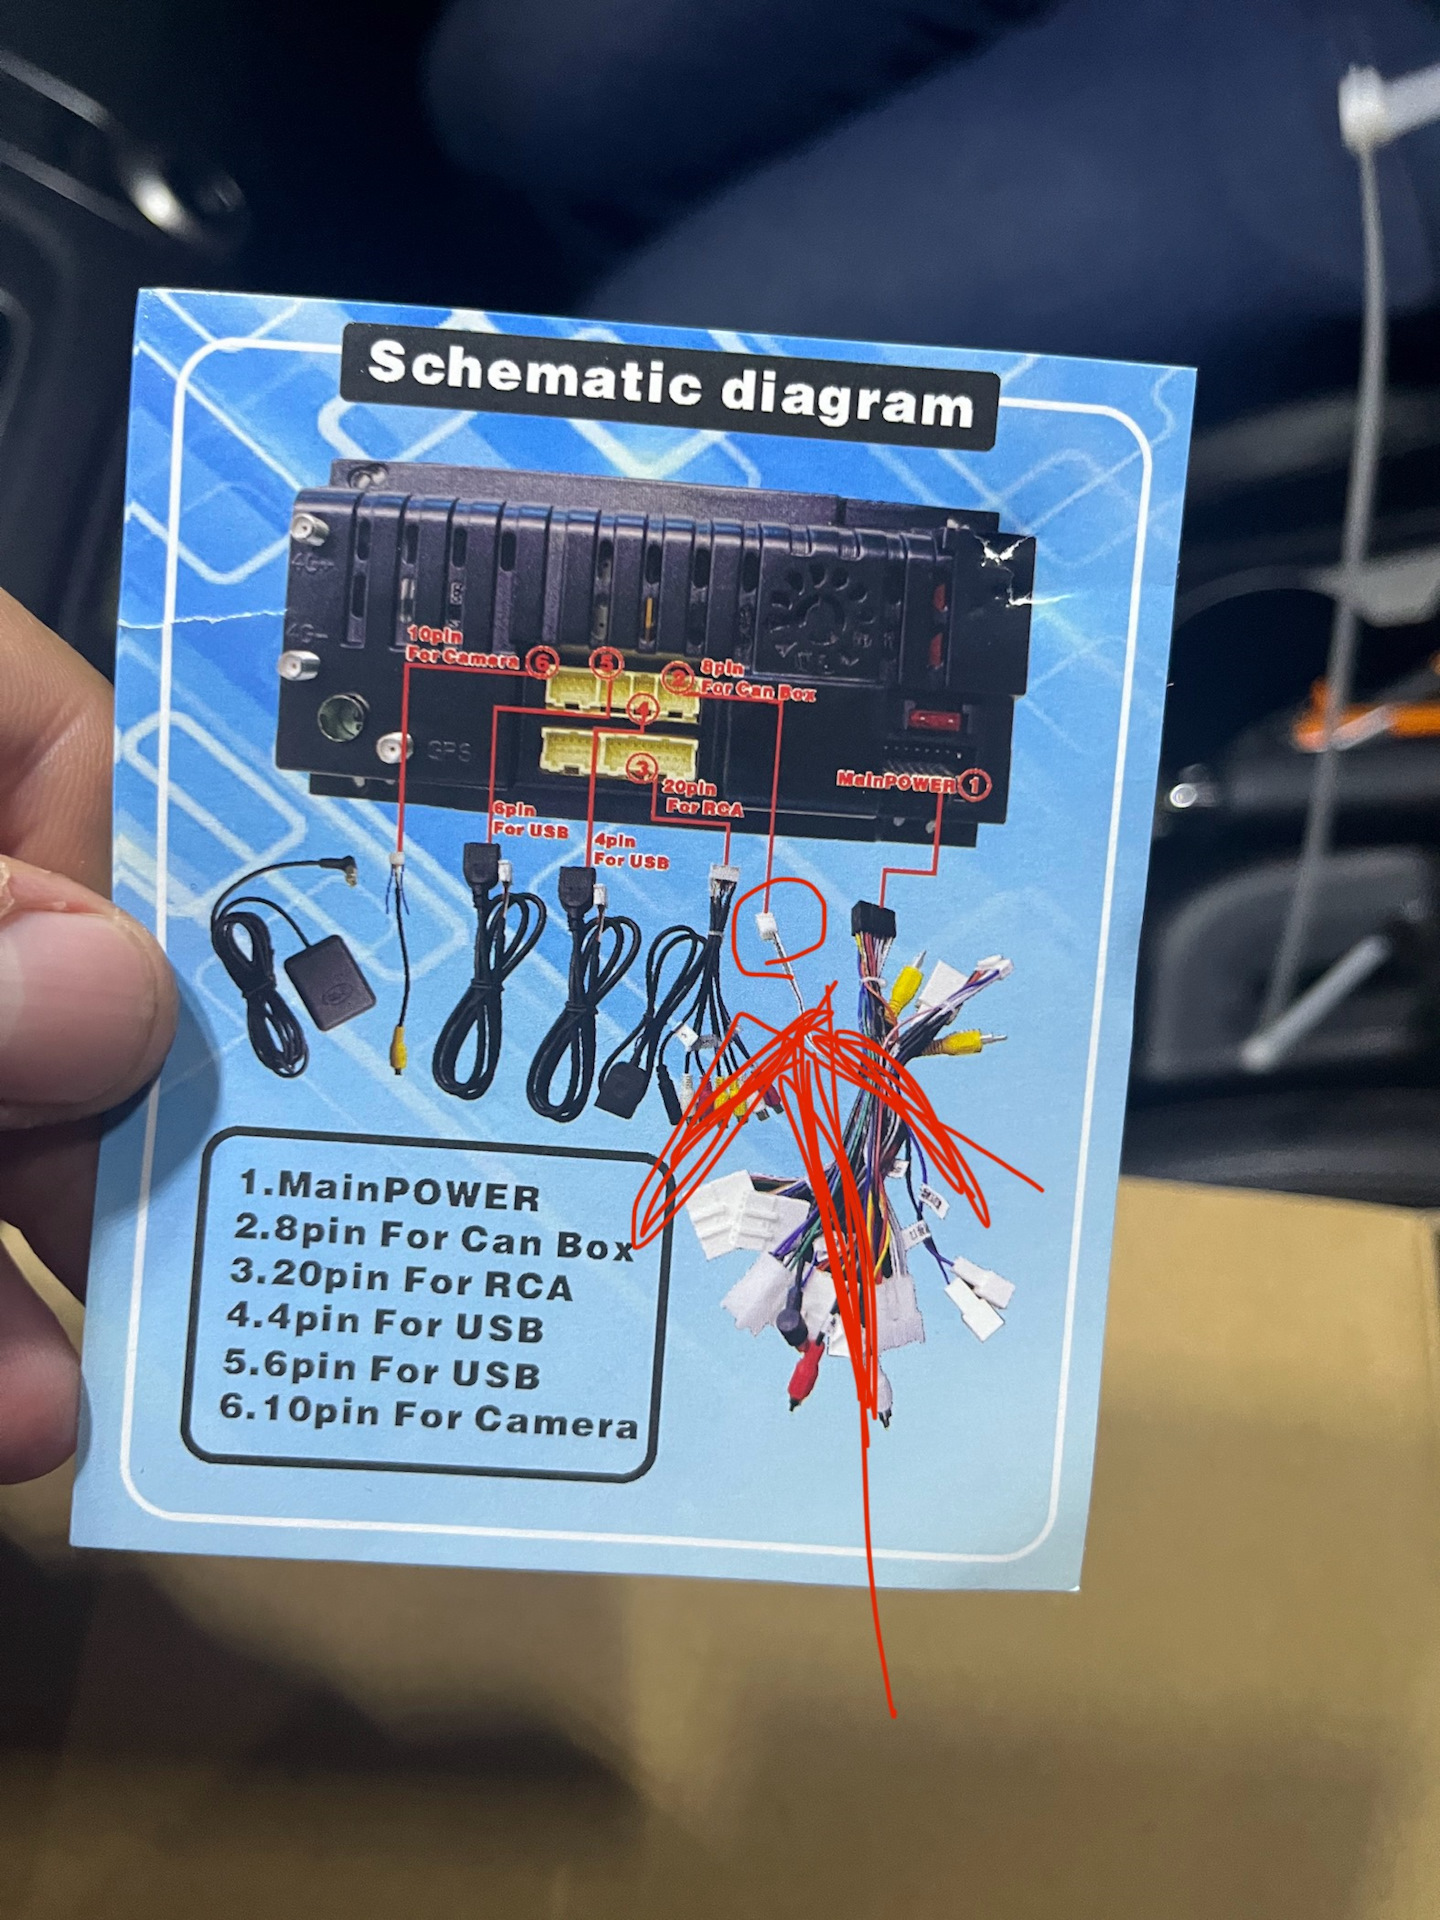 Schematic diagram
4G+
4G-
GPS
10pin
For Camera
6
5
2
8pin
For Can Box
4
3
20pin
For RCA
MainPOWER
1
6pin
For USB
4pin
For USB
1.MainPOWER
2.8pin For Can Box
3.20pin For RCA
4.4pin For USB
5.6pin For USB
6.10pin For Camera